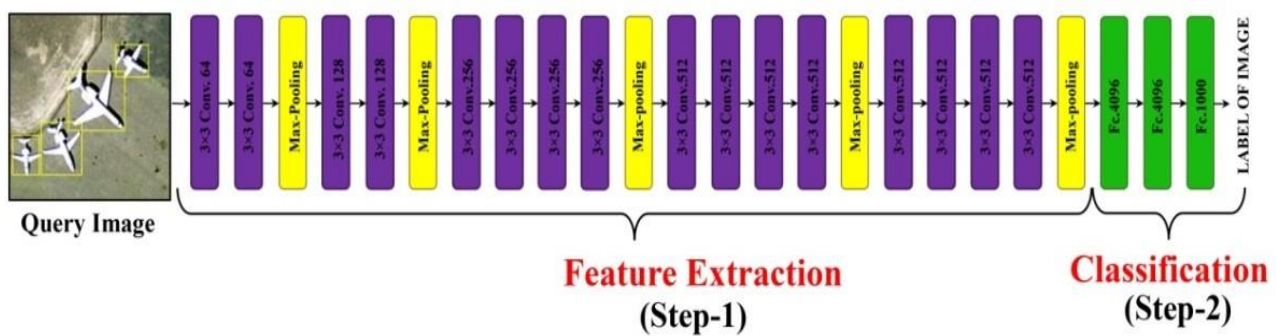 3×3 Conv. 64
3×3 Conv. 64
Max-Pooling
3×3 Conv. 128
3×3 Conv. 128
Max-Pooling
3×3 Conv.256
3×3 Conv.256
3×3 Conv.256
3×3 Conv.256
Max-pooling
3×3 Conv.512
3×3 Conv.512
3×3 Conv.512
3×3 Conv.512
Max-pooling
3×3 Conv.512
3×3 Conv.512
3×3 Conv.512
3×3 Conv.512
Max-pooling
Fc.4096
Fc.4096
Fc.1000
LABEL OF IMAGE
Query Image
Feature Extraction
(Step-1)
Classification
(Step-2)